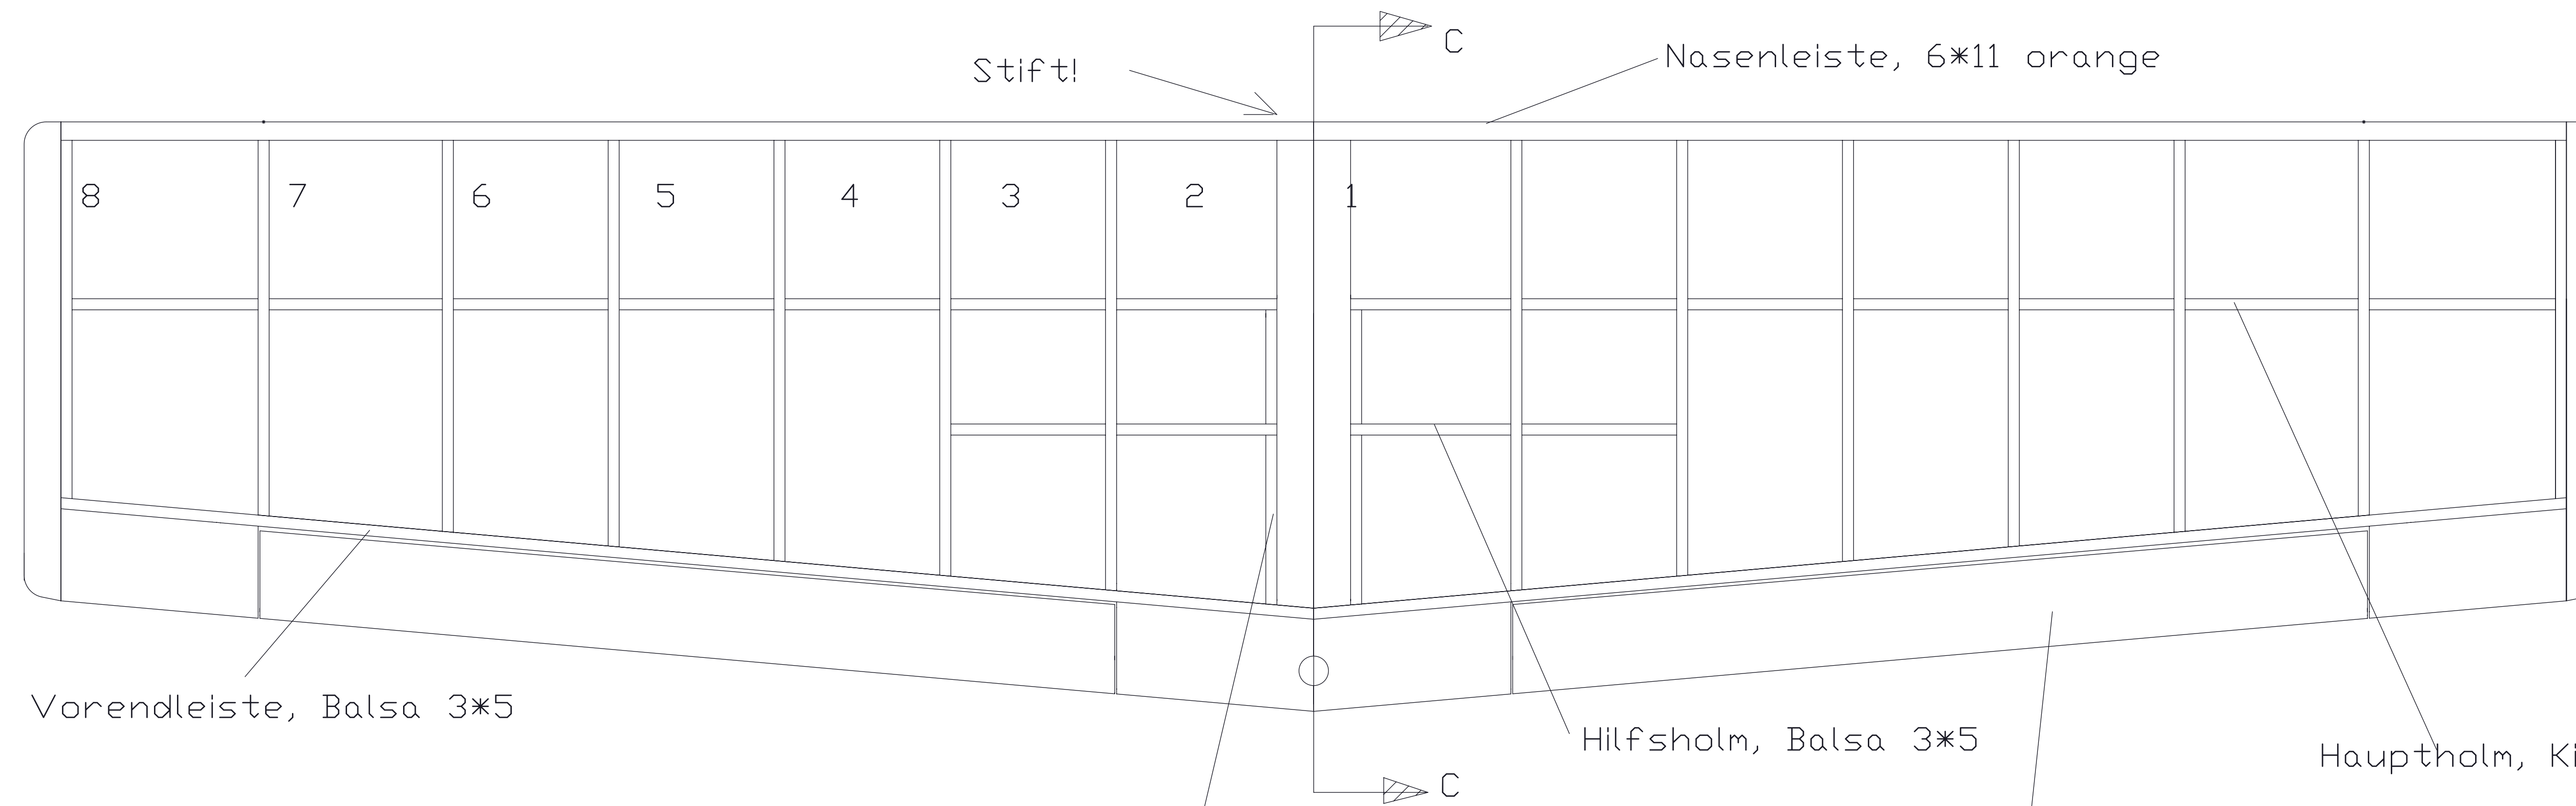 C
Stift!
Nasenleiste, 6*11 orange
8 7 6 5 4 3 2 1
Vorendleiste, Balsa 3*5
Hilfsholm, Balsa 3*5
Hauptholm, Ki
C